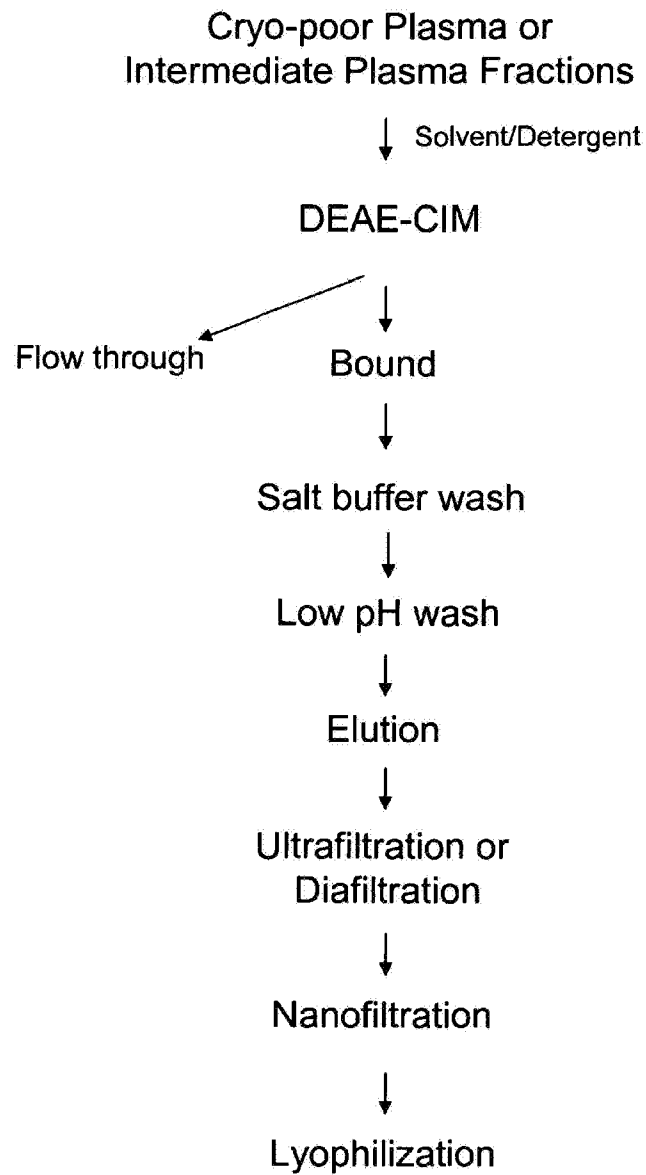 Cryo-poor Plasma or
Intermediate Plasma Fractions
Solvent/Detergent
DEAE-CIM
Flow through
Bound
Salt buffer wash
Low pH wash
Elution
Ultrafiltration or
Diafiltration
Nanofiltration
Lyophilization